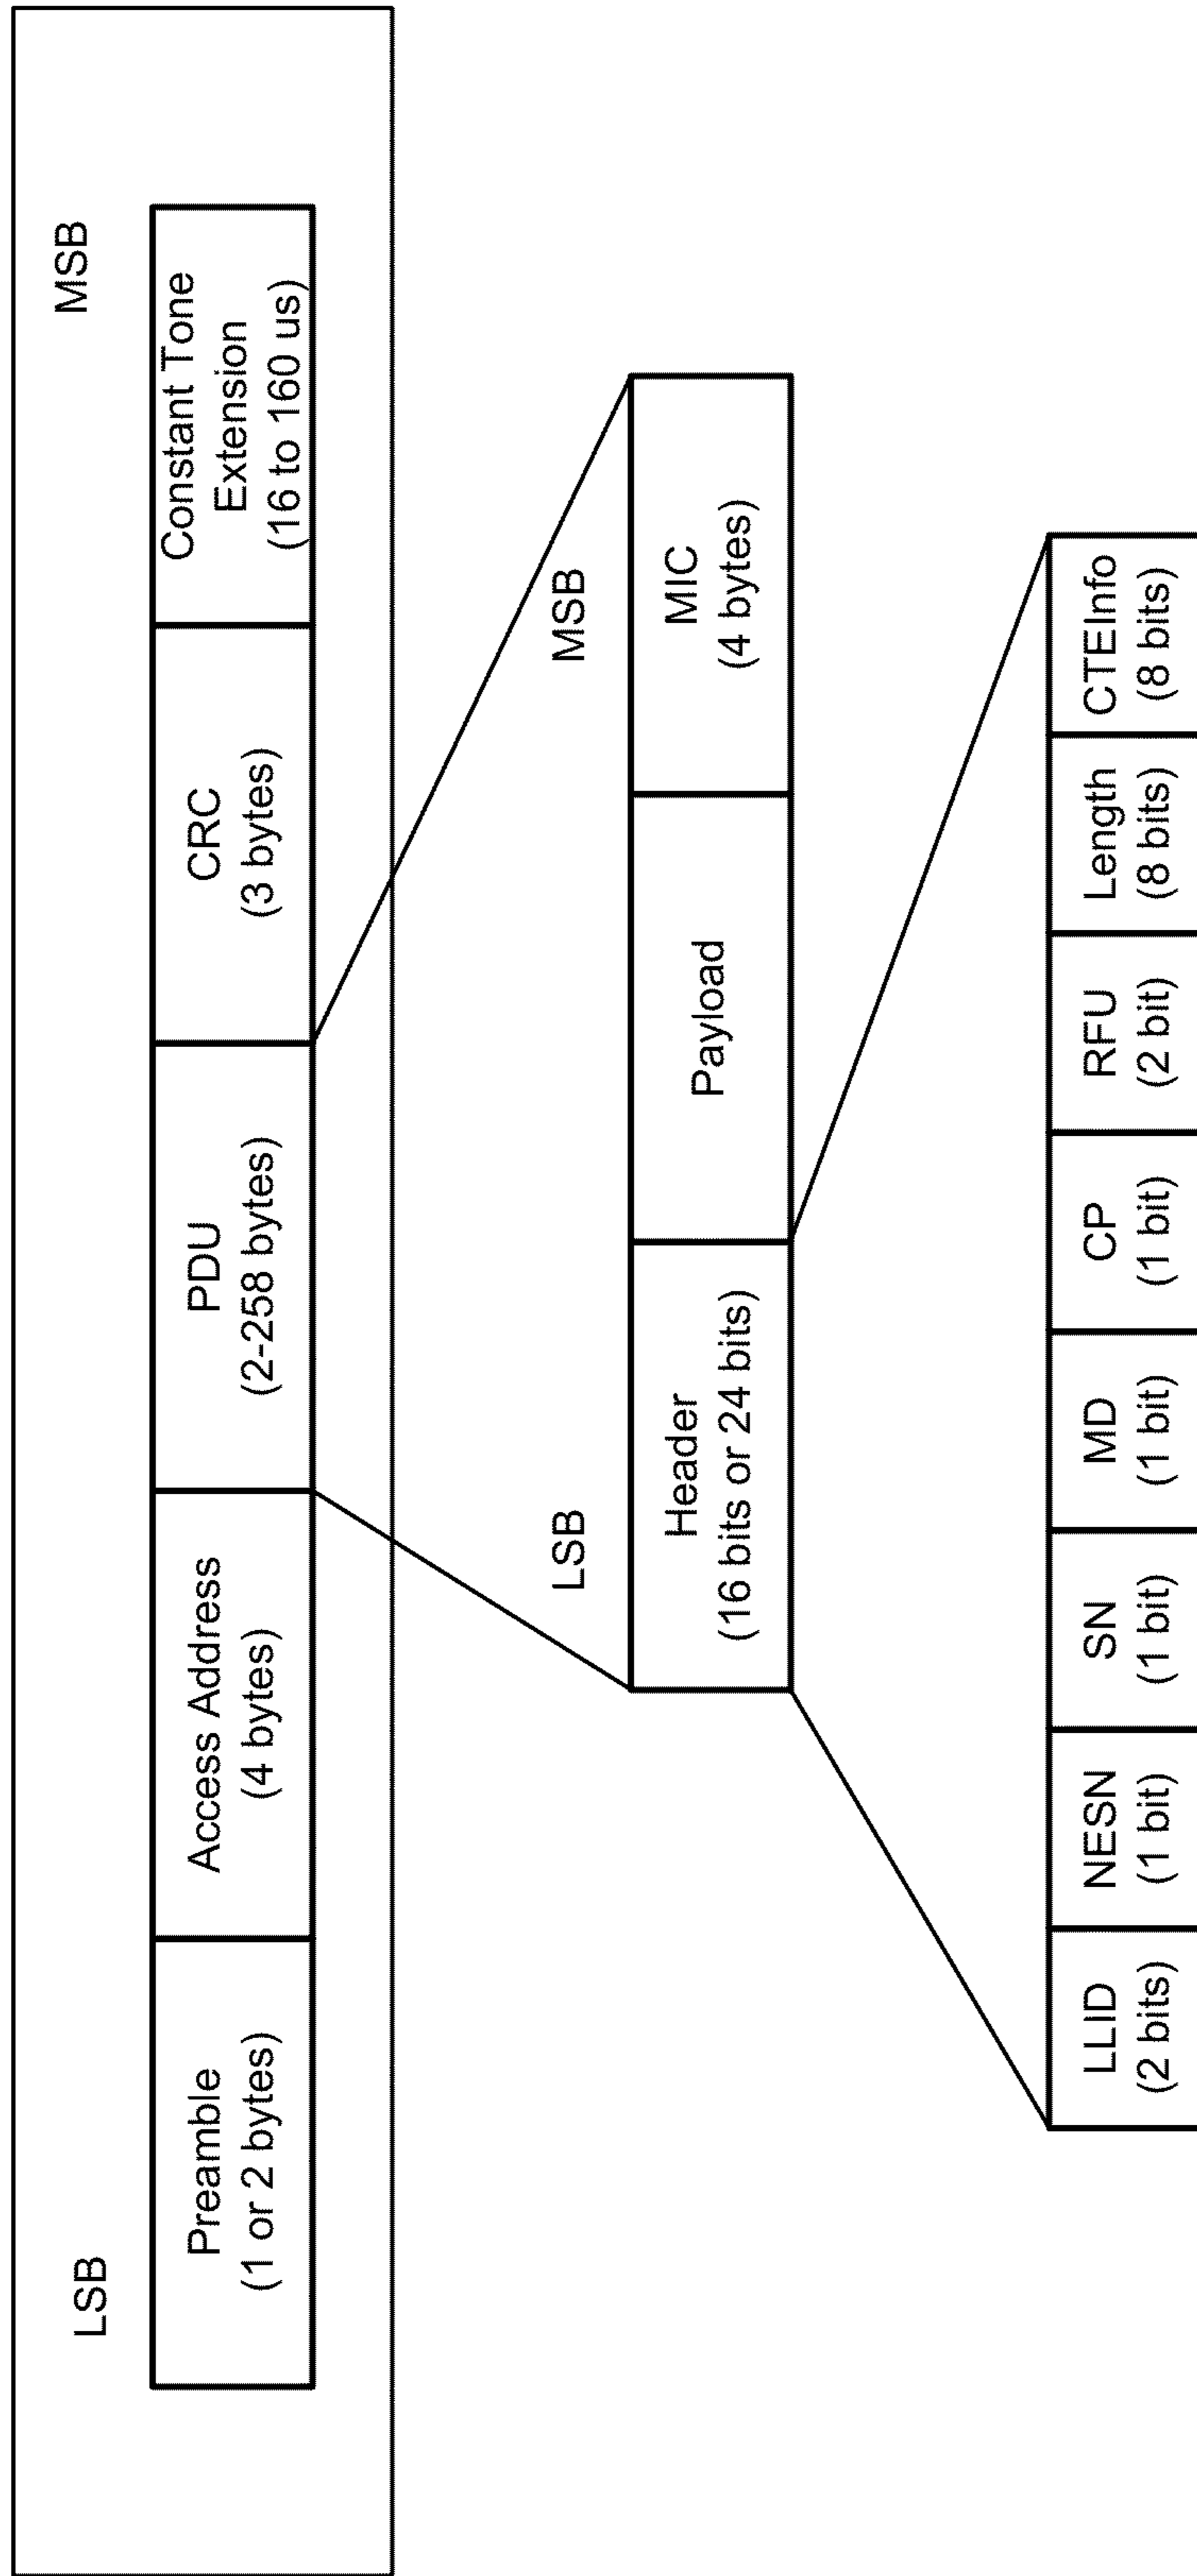 LSB
MSB
Preamble
(1 or 2 bytes)
Access Address
(4 bytes)
PDU
(2-258 bytes)
CRC
(3 bytes)
Constant Tone
Extension
(16 to 160 us)
LSB
MSB
Header
(16 bits or 24 bits)
Payload
MIC
(4 bytes)
LLID
(2 bits)
NESN
(1 bit)
SN
(1 bit)
MD
(1 bit)
CP
(1 bit)
RFU
(2 bit)
Length
(8 bits)
CTEInfo
(8 bits)